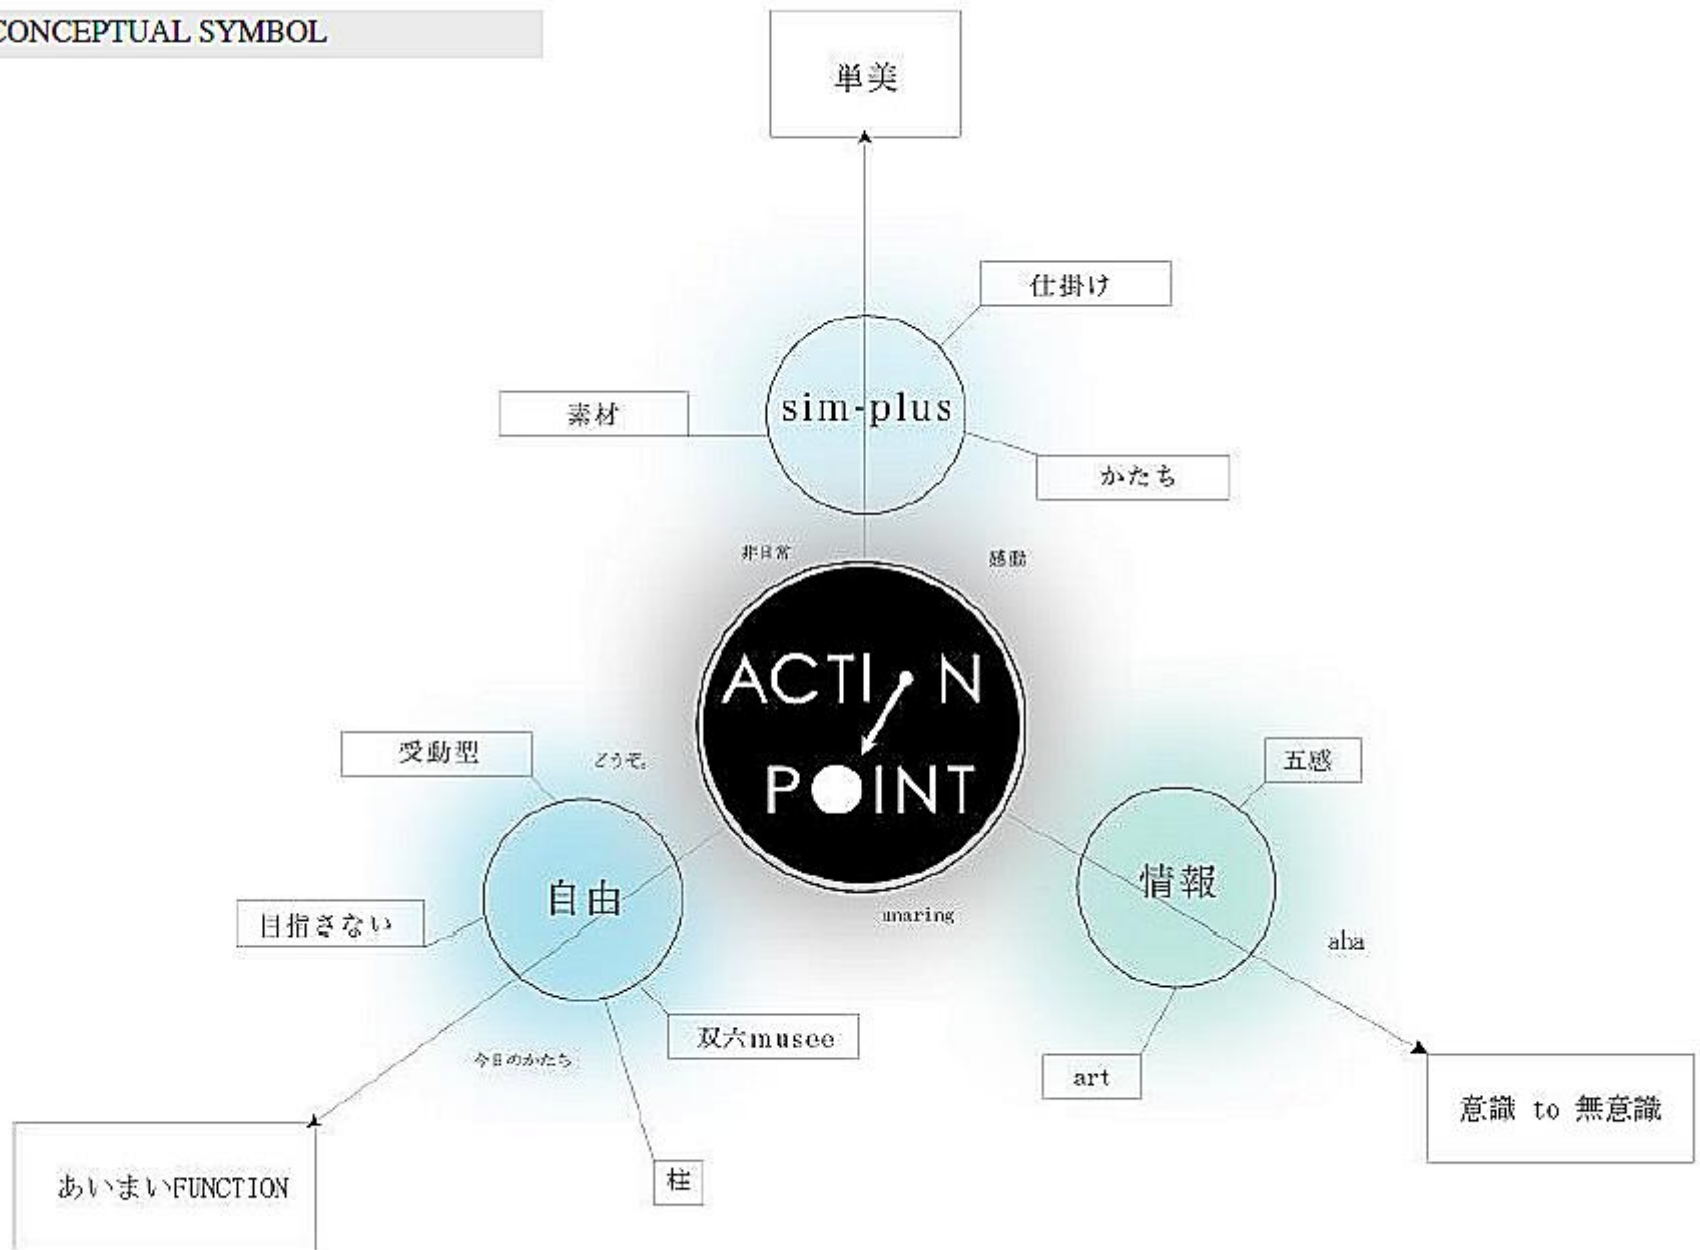 CONCEPTUAL SYMBOL
単美
仕掛け
sim-plus
素材
かたち
非日常
感動
ACTI N
P INT
受動型
どうぞ。
五感
自由
情報
目指さない
unaring
aha
双六musee
今日のかたち
art
意識 to 無意識
柱
あいまいFUNCTION